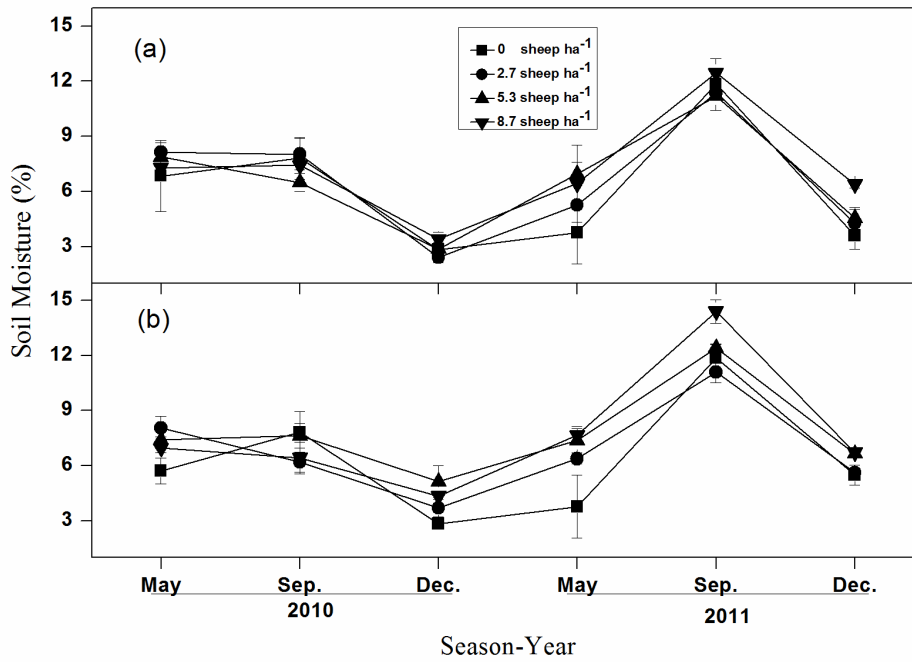 Soil Moisture (%)
(a)
15
12
9
6
3
0 sheep ha-1
2.7 sheep ha-1
5.3 sheep ha-1
8.7 sheep ha-1
(b)
15
12
9
6
3
May Sep. Dec. May Sep. Dec.
2010 2011
Season-Year